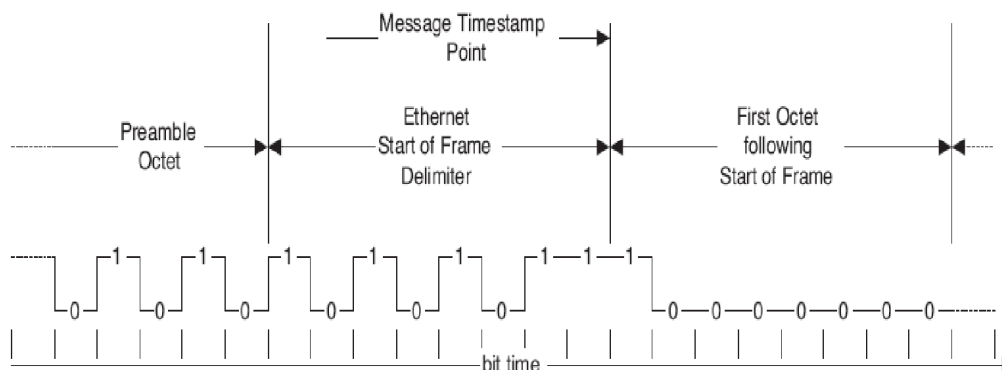 Message Timestamp
Point
Preamble
Octet
Ethernet
Start of Frame
Delimiter
First Octet
following
Start of Frame
0 1 0 1 0 1 0 1 0 1 0 1 1 1 0 0 0 0 0 0 0
bit time